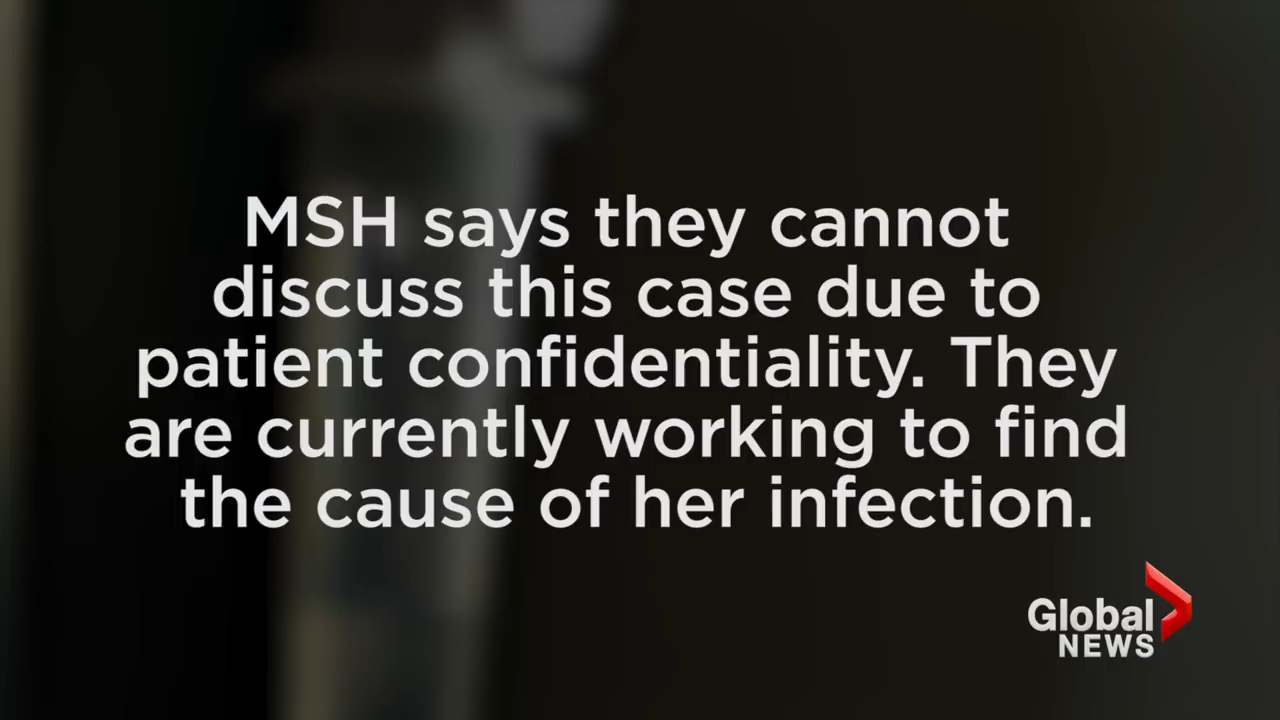 MSH says they cannot
discuss this case due to
patient confidentiality. They
are currently working to find
the cause of her infection.
Global
NEWS